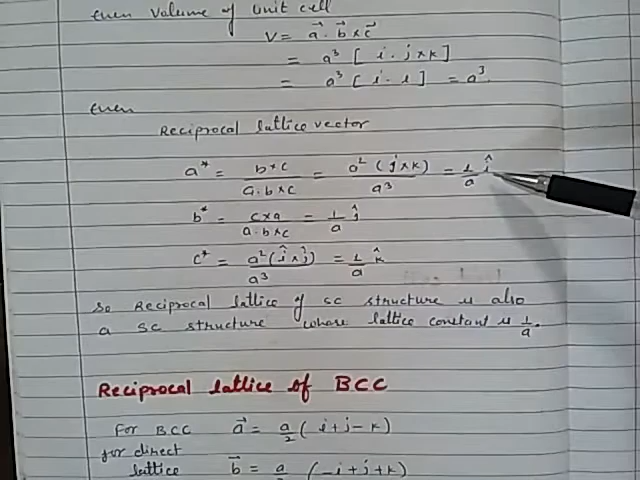 then volume of unit cell
V = a⃗ · b⃗ × c⃗
= a³ [ i · j × k ]
= a³ [ i · i ] = a³.
then
Reciprocal lattice vector
a* = b × c / a · b × c = a² (j × k) / a³ = 1/a î
b* = c × a / a · b × c = 1/a ĵ
c* = a² (î × ĵ) / a³ = 1/a k̂
so Reciprocal lattice of sc structure is also
a sc structure whose lattice constant is 1/a.
Reciprocal lattice of BCC
For BCC a⃗ = a/2 ( i + j - k )
for direct
lattice b⃗ = a ( -i + j + k )